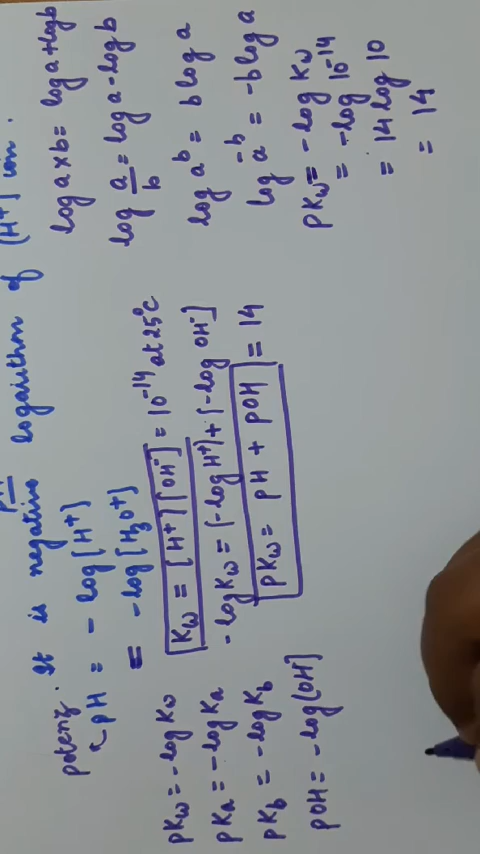 pH
potenz. It is negative logarithm of [H+] ion.
pH = - log[H+]
= -log[H3O+]
Kw = [H+][OH-] = 10-14 at 25°C
-log Kw = [-log H+) + [-log OH-]
PKw = PH + POH = 14
PKw = -log Kw
PKa = -log Ka
PKb = -log Kb
POH = -log[OH-]
log a x b = log a + log b
log a/b = log a - log b
log a b = b log a
log a -b = -b log a
PKw = -log Kw
= -log 10-14
= 14 log 10
= 14